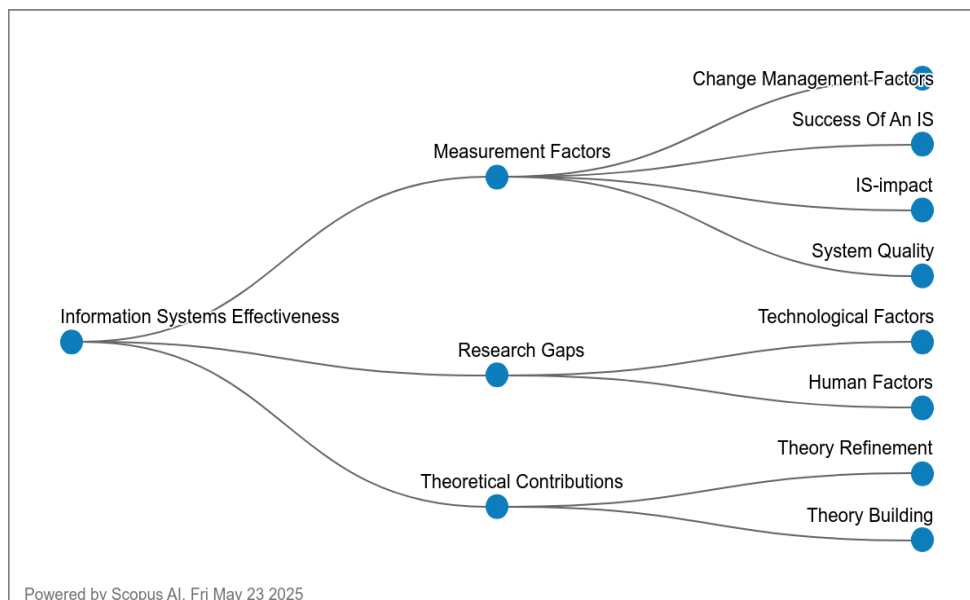 Change Management Factors
Success Of An IS
Measurement Factors
IS-impact
System Quality
Information Systems Effectiveness
Technological Factors
Research Gaps
Human Factors
Theory Refinement
Theoretical Contributions
Theory Building
Powered by Scopus AI, Fri May 23 2025